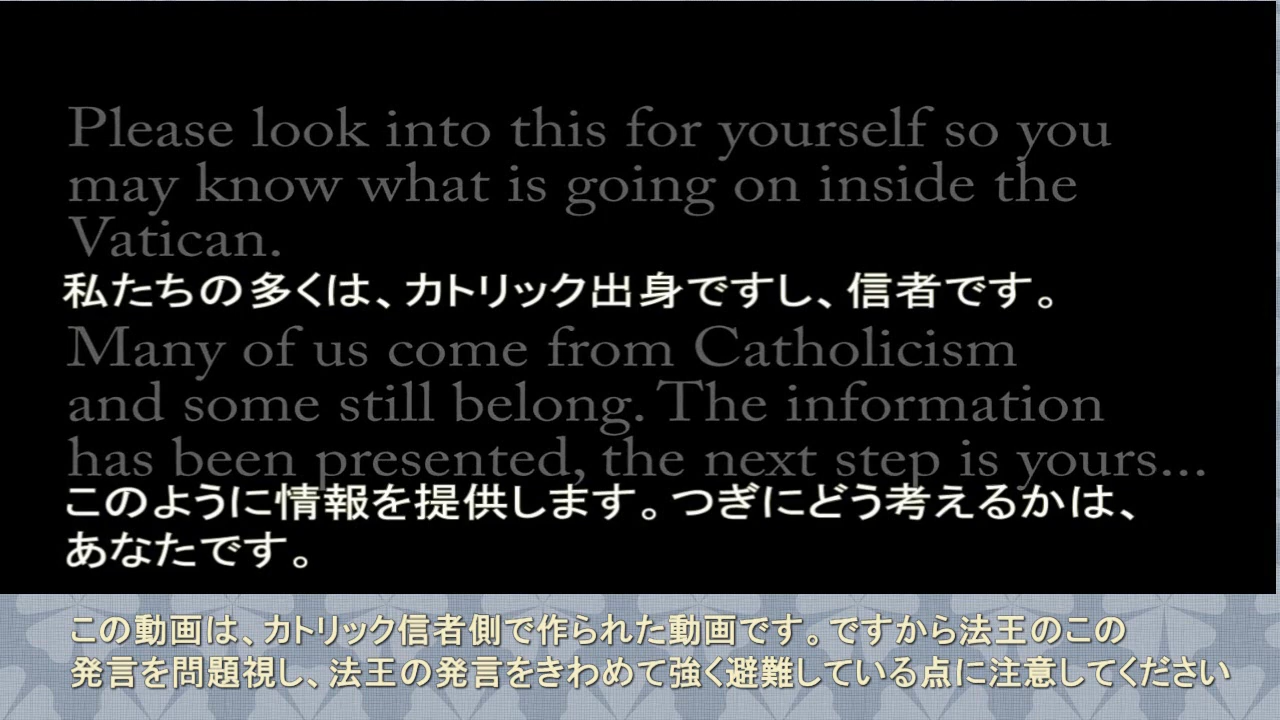 Please look into this for yourself so you
may know what is going on inside the
Vatican.
私たちの多くは、カトリック出身ですし、信者です。
Many of us come from Catholicism
and some still belong. The information
has been presented, the next step is yours...
このように情報を提供します。つぎにどう考えるかは、
あなたです。
この動画は、カトリック信者側で作られた動画です。ですから法王のこの
発言を問題視し、法王の発言をきわめて強く避難している点に注意してください